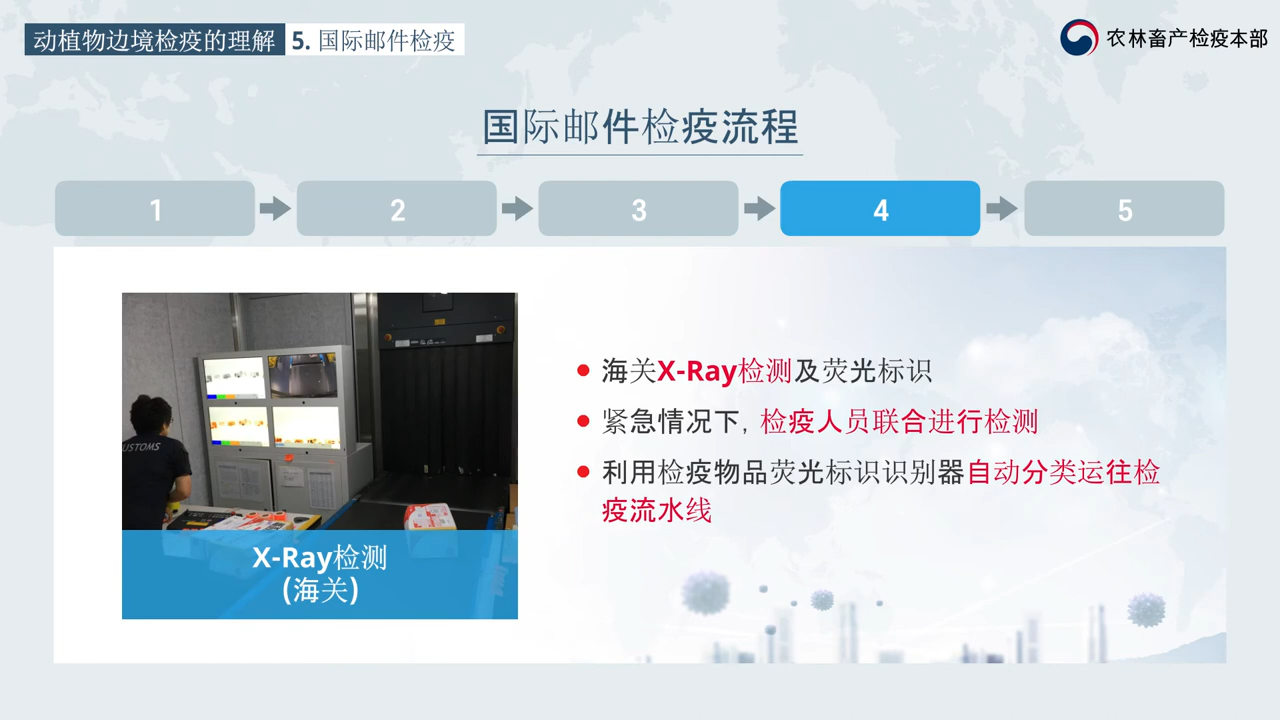 动植物边境检疫的理解 5. 国际邮件检疫
农林畜产检疫本部
国际邮件检疫流程
1
2
3
4
5
CUSTOMS
X-Ray检测
(海关)
海关X-Ray检测及荧光标识
紧急情况下, 检疫人员联合进行检测
利用检疫物品荧光标识识别器自动分类运往检
疫流水线